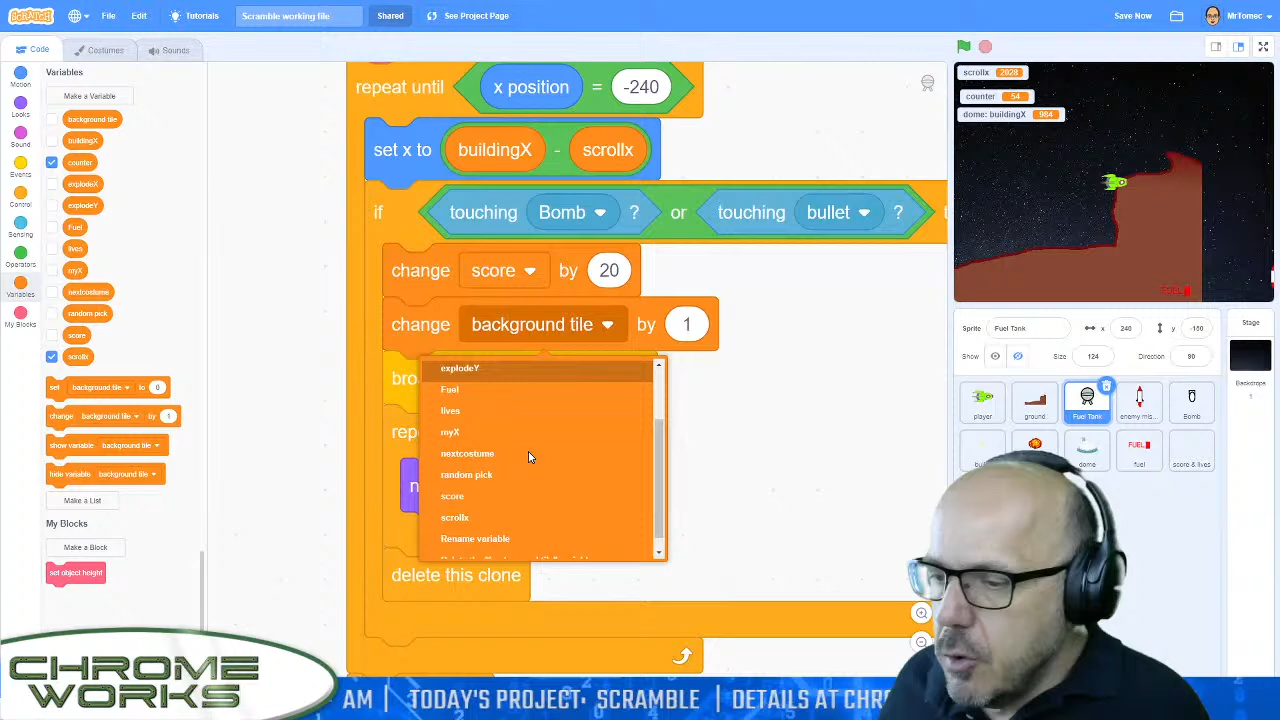 SCRATCH
File
Edit
Tutorials
Scramble working file
Shared
See Project Page
Save Now
MrTomec
Code
Costumes
Sounds
Motion
Looks
Sound
Events
Control
Sensing
Operators
Variables
My Blocks
Variables
Make a Variable
background tile
buildingX
counter
explodeX
explodeY
Fuel
lives
myX
nextcostume
random pick
score
scrollx
set background tile to 0
change background tile by 1
show variable background tile
hide variable background tile
Make a List
My Blocks
Make a Block
set object height
repeat until x position = -240
set x to buildingX - scrollx
if touching Bomb ? or touching bullet ? t
change score by 20
change background tile by 1
bro
rep
n
explodeY
Fuel
lives
myX
nextcostume
random pick
score
scrollx
Rename variable
delete this clone
scrollx 2028
counter 54
dome: buildingX 984
FUEL
Sprite Fuel Tank x 240 y -180
Show Size 124 Direction 90
player
ground
Fuel Tank
enemy mis...
Bomb
bu
dome
FUEL
fuel
score & lives
Stage
Backdrops
1
CHROME
WORKS
AM | TODAY'S PROJECT: SCRAMBLE | DETAILS AT CHR